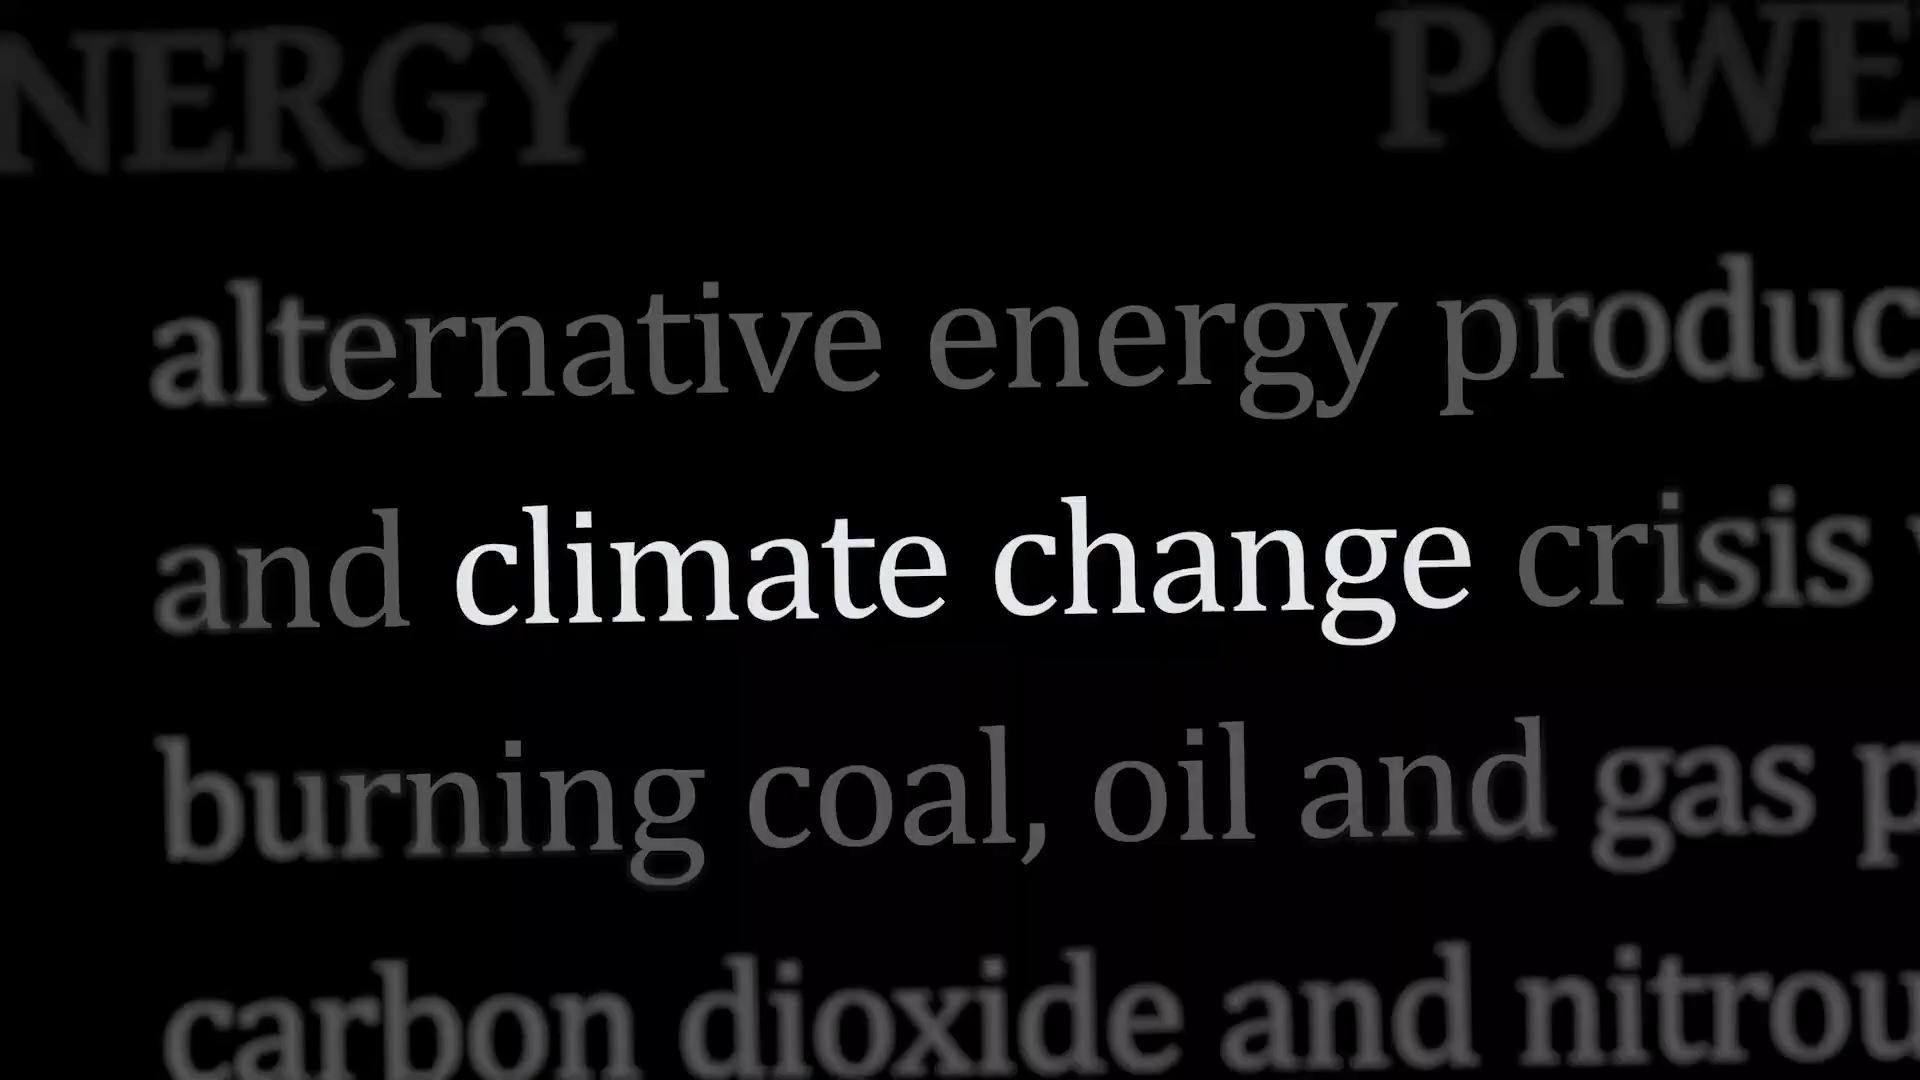 NERGY POWE
alternative energy produc
and climate change crisis
burning coal, oil and gas p
carbon dioxide and nitrou